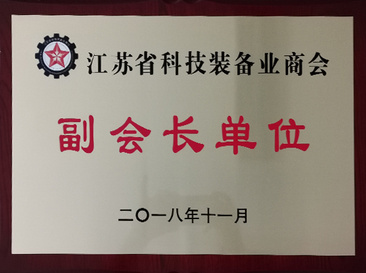 江苏省科技装备业商会
副会长单位
二〇一八年十一月